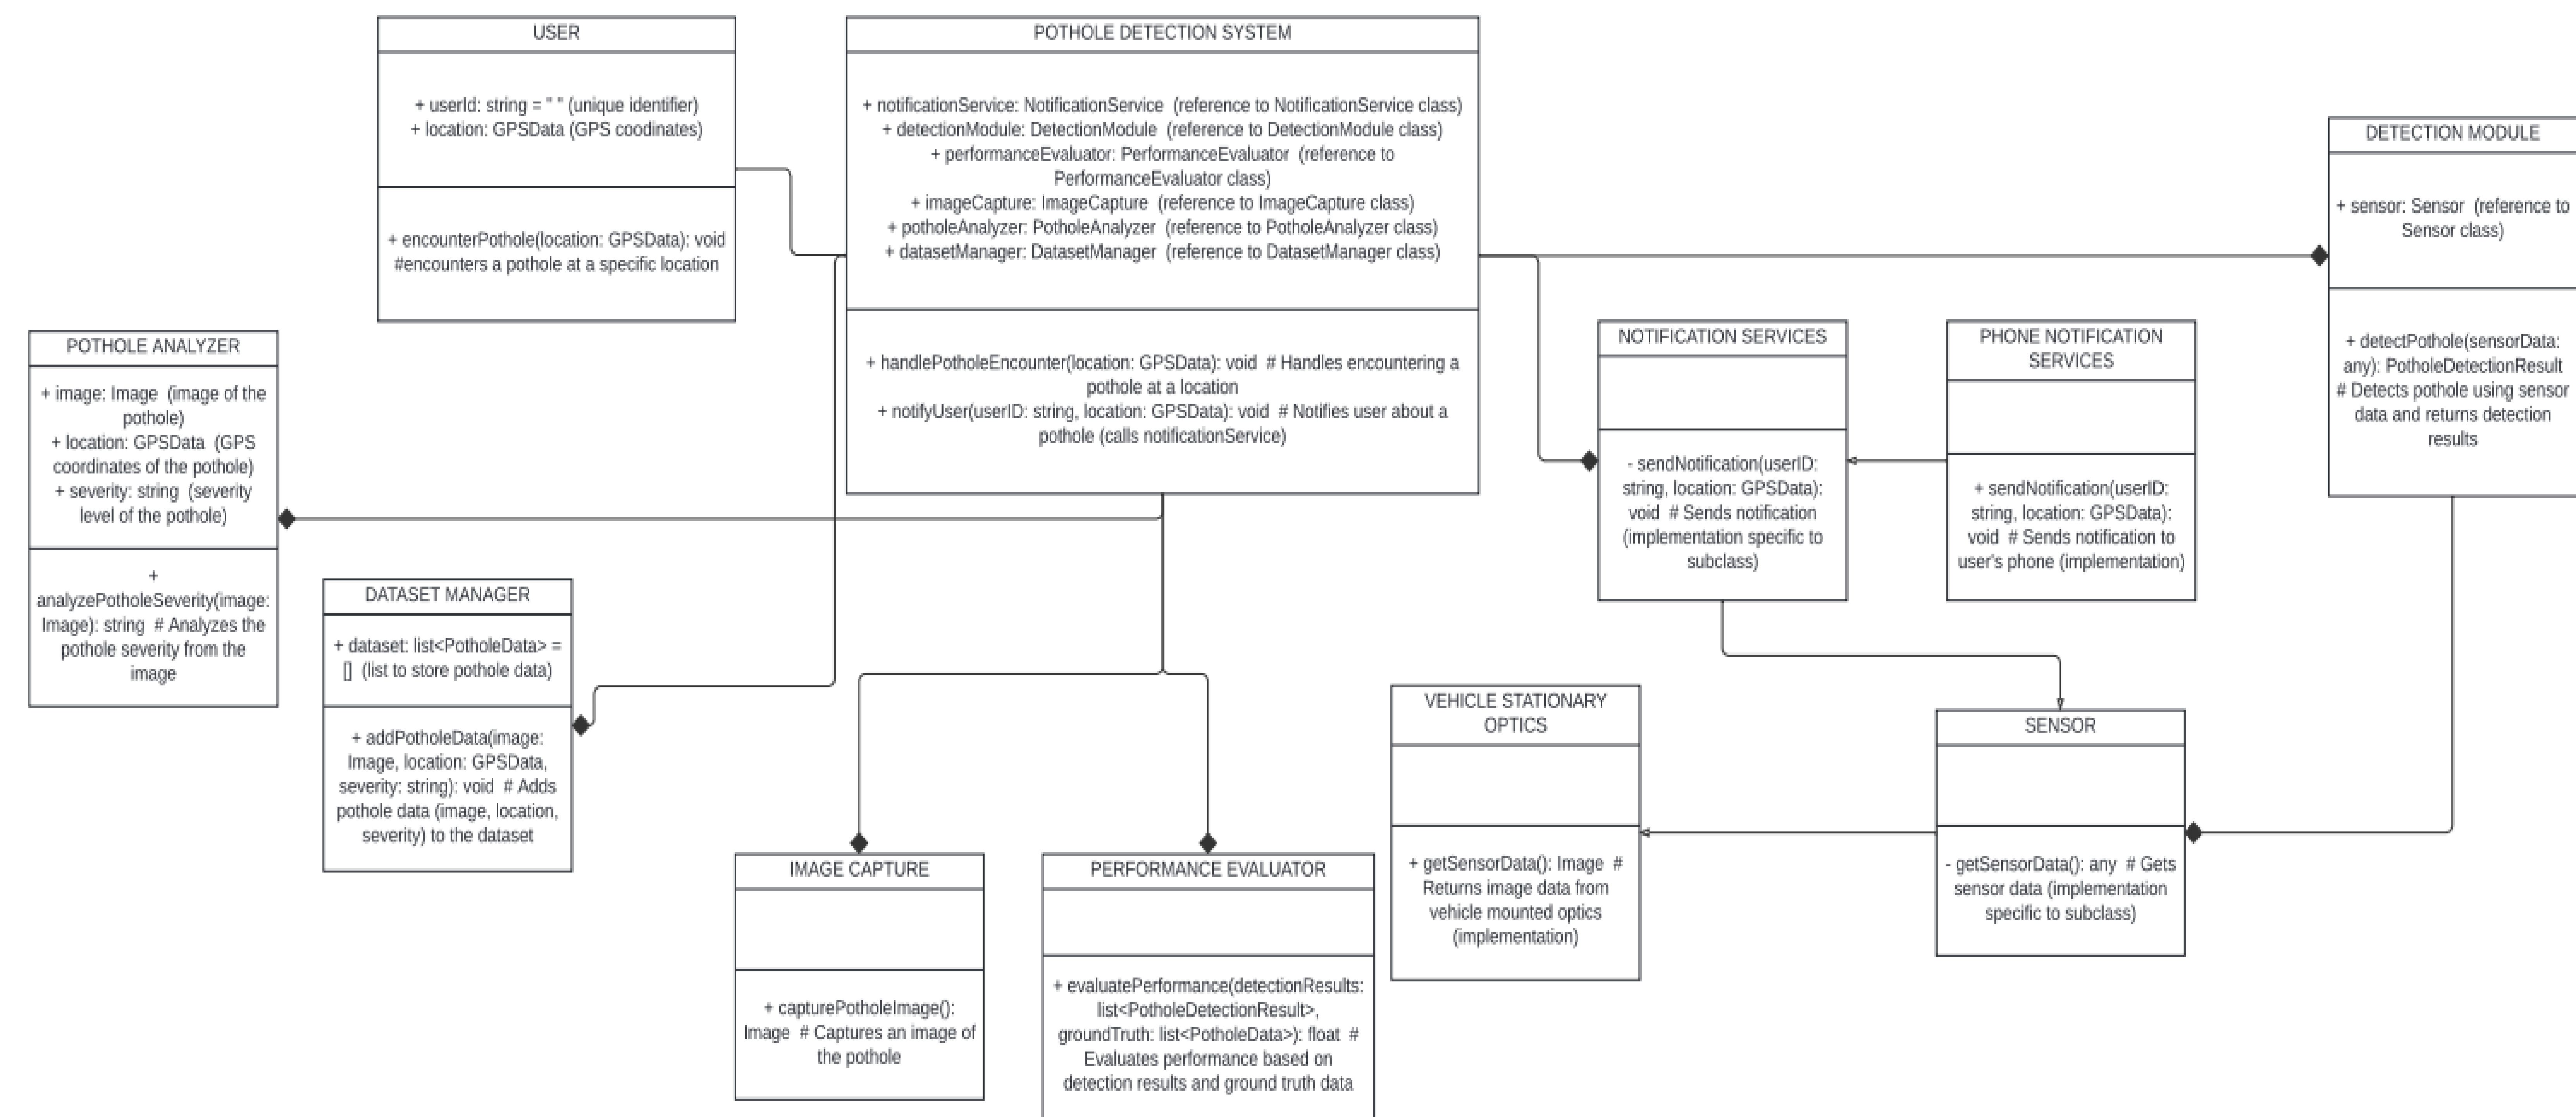 USER
+ userId: string = " " (unique identifier)
+ location: GPSData (GPS coodinates)
+ encounterPothole(location: GPSData): void
#encounters a pothole at a specific location
POTHOLE DETECTION SYSTEM
+ notificationService: NotificationService (reference to NotificationService class)
+ detectionModule: DetectionModule (reference to DetectionModule class)
+ performanceEvaluator: PerformanceEvaluator (reference to
PerformanceEvaluator class)
+ imageCapture: ImageCapture (reference to ImageCapture class)
+ potholeAnalyzer: PotholeAnalyzer (reference to PotholeAnalyzer class)
+ datasetManager: DatasetManager (reference to DatasetManager class)
+ handlePotholeEncounter(location: GPSData): void # Handles encountering a
pothole at a location
+ notifyUser(userID: string, location: GPSData): void # Notifies user about a
pothole (calls notificationService)
DETECTION MODULE
+ sensor: Sensor (reference to
Sensor class)
+ detectPothole(sensorData:
any): PotholeDetectionResult
# Detects pothole using sensor
data and returns detection
results
POTHOLE ANALYZER
+ image: Image (image of the
pothole)
+ location: GPSData (GPS
coordinates of the pothole)
+ severity: string (severity
level of the pothole)
+
analyzePotholeSeverity(image:
Image): string # Analyzes the
pothole severity from the
image
NOTIFICATION SERVICES
- sendNotification(userID:
string, location: GPSData):
void # Sends notification
(implementation specific to
subclass)
PHONE NOTIFICATION
SERVICES
+ sendNotification(userID:
string, location: GPSData):
void # Sends notification to
user's phone (implementation)
DATASET MANAGER
+ dataset: list<PotholeData> =
[] (list to store pothole data)
+ addPotholeData(image:
Image, location: GPSData,
severity: string): void # Adds
pothole data (image, location,
severity) to the dataset
VEHICLE STATIONARY
OPTICS
+ getSensorData(): Image #
Returns image data from
vehicle mounted optics
(implementation)
SENSOR
- getSensorData(): any # Gets
sensor data (implementation
specific to subclass)
IMAGE CAPTURE
+ capturePotholeImage():
Image # Captures an image of
the pothole
PERFORMANCE EVALUATOR
+ evaluatePerformance(detectionResults:
list<PotholeDetectionResult>,
groundTruth: list<PotholeData>): float #
Evaluates performance based on
detection results and ground truth data